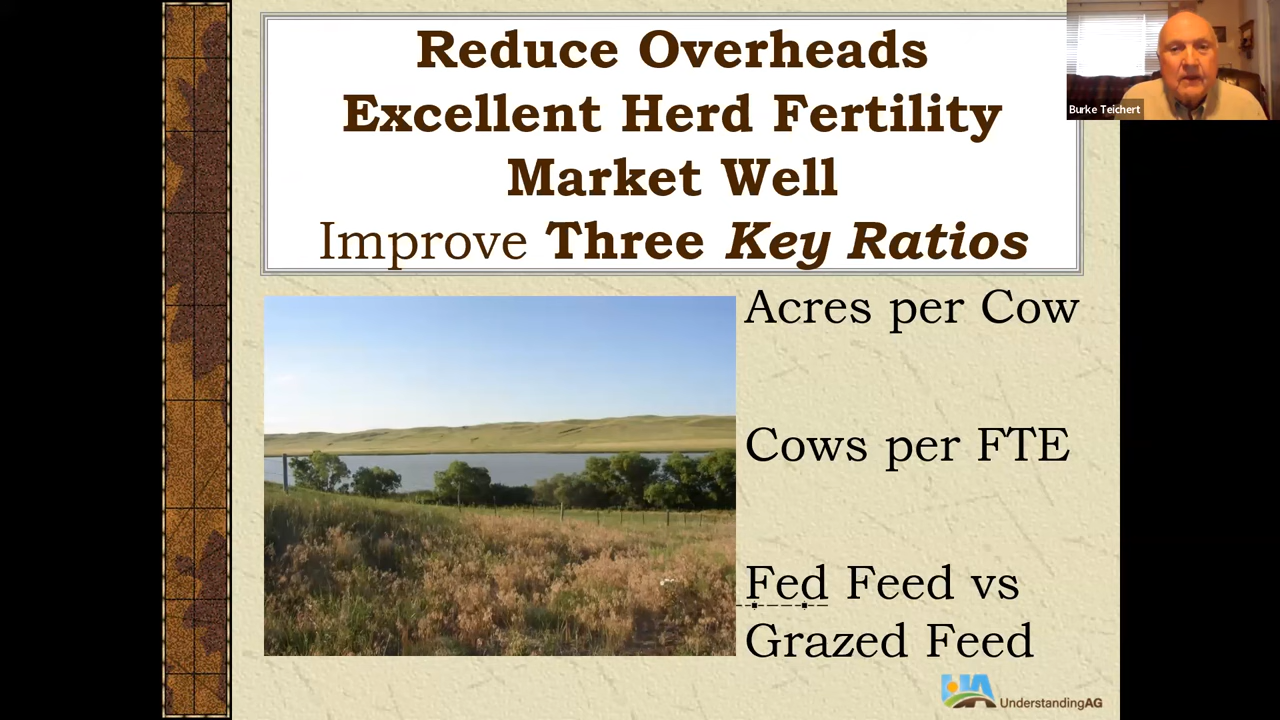 Reduce Overheads
Excellent Herd Fertility
Market Well
Improve Three Key Ratios
Burke Teichert
Acres per Cow
Cows per FTE
Fed Feed vs
Grazed Feed
UA
UnderstandingAG